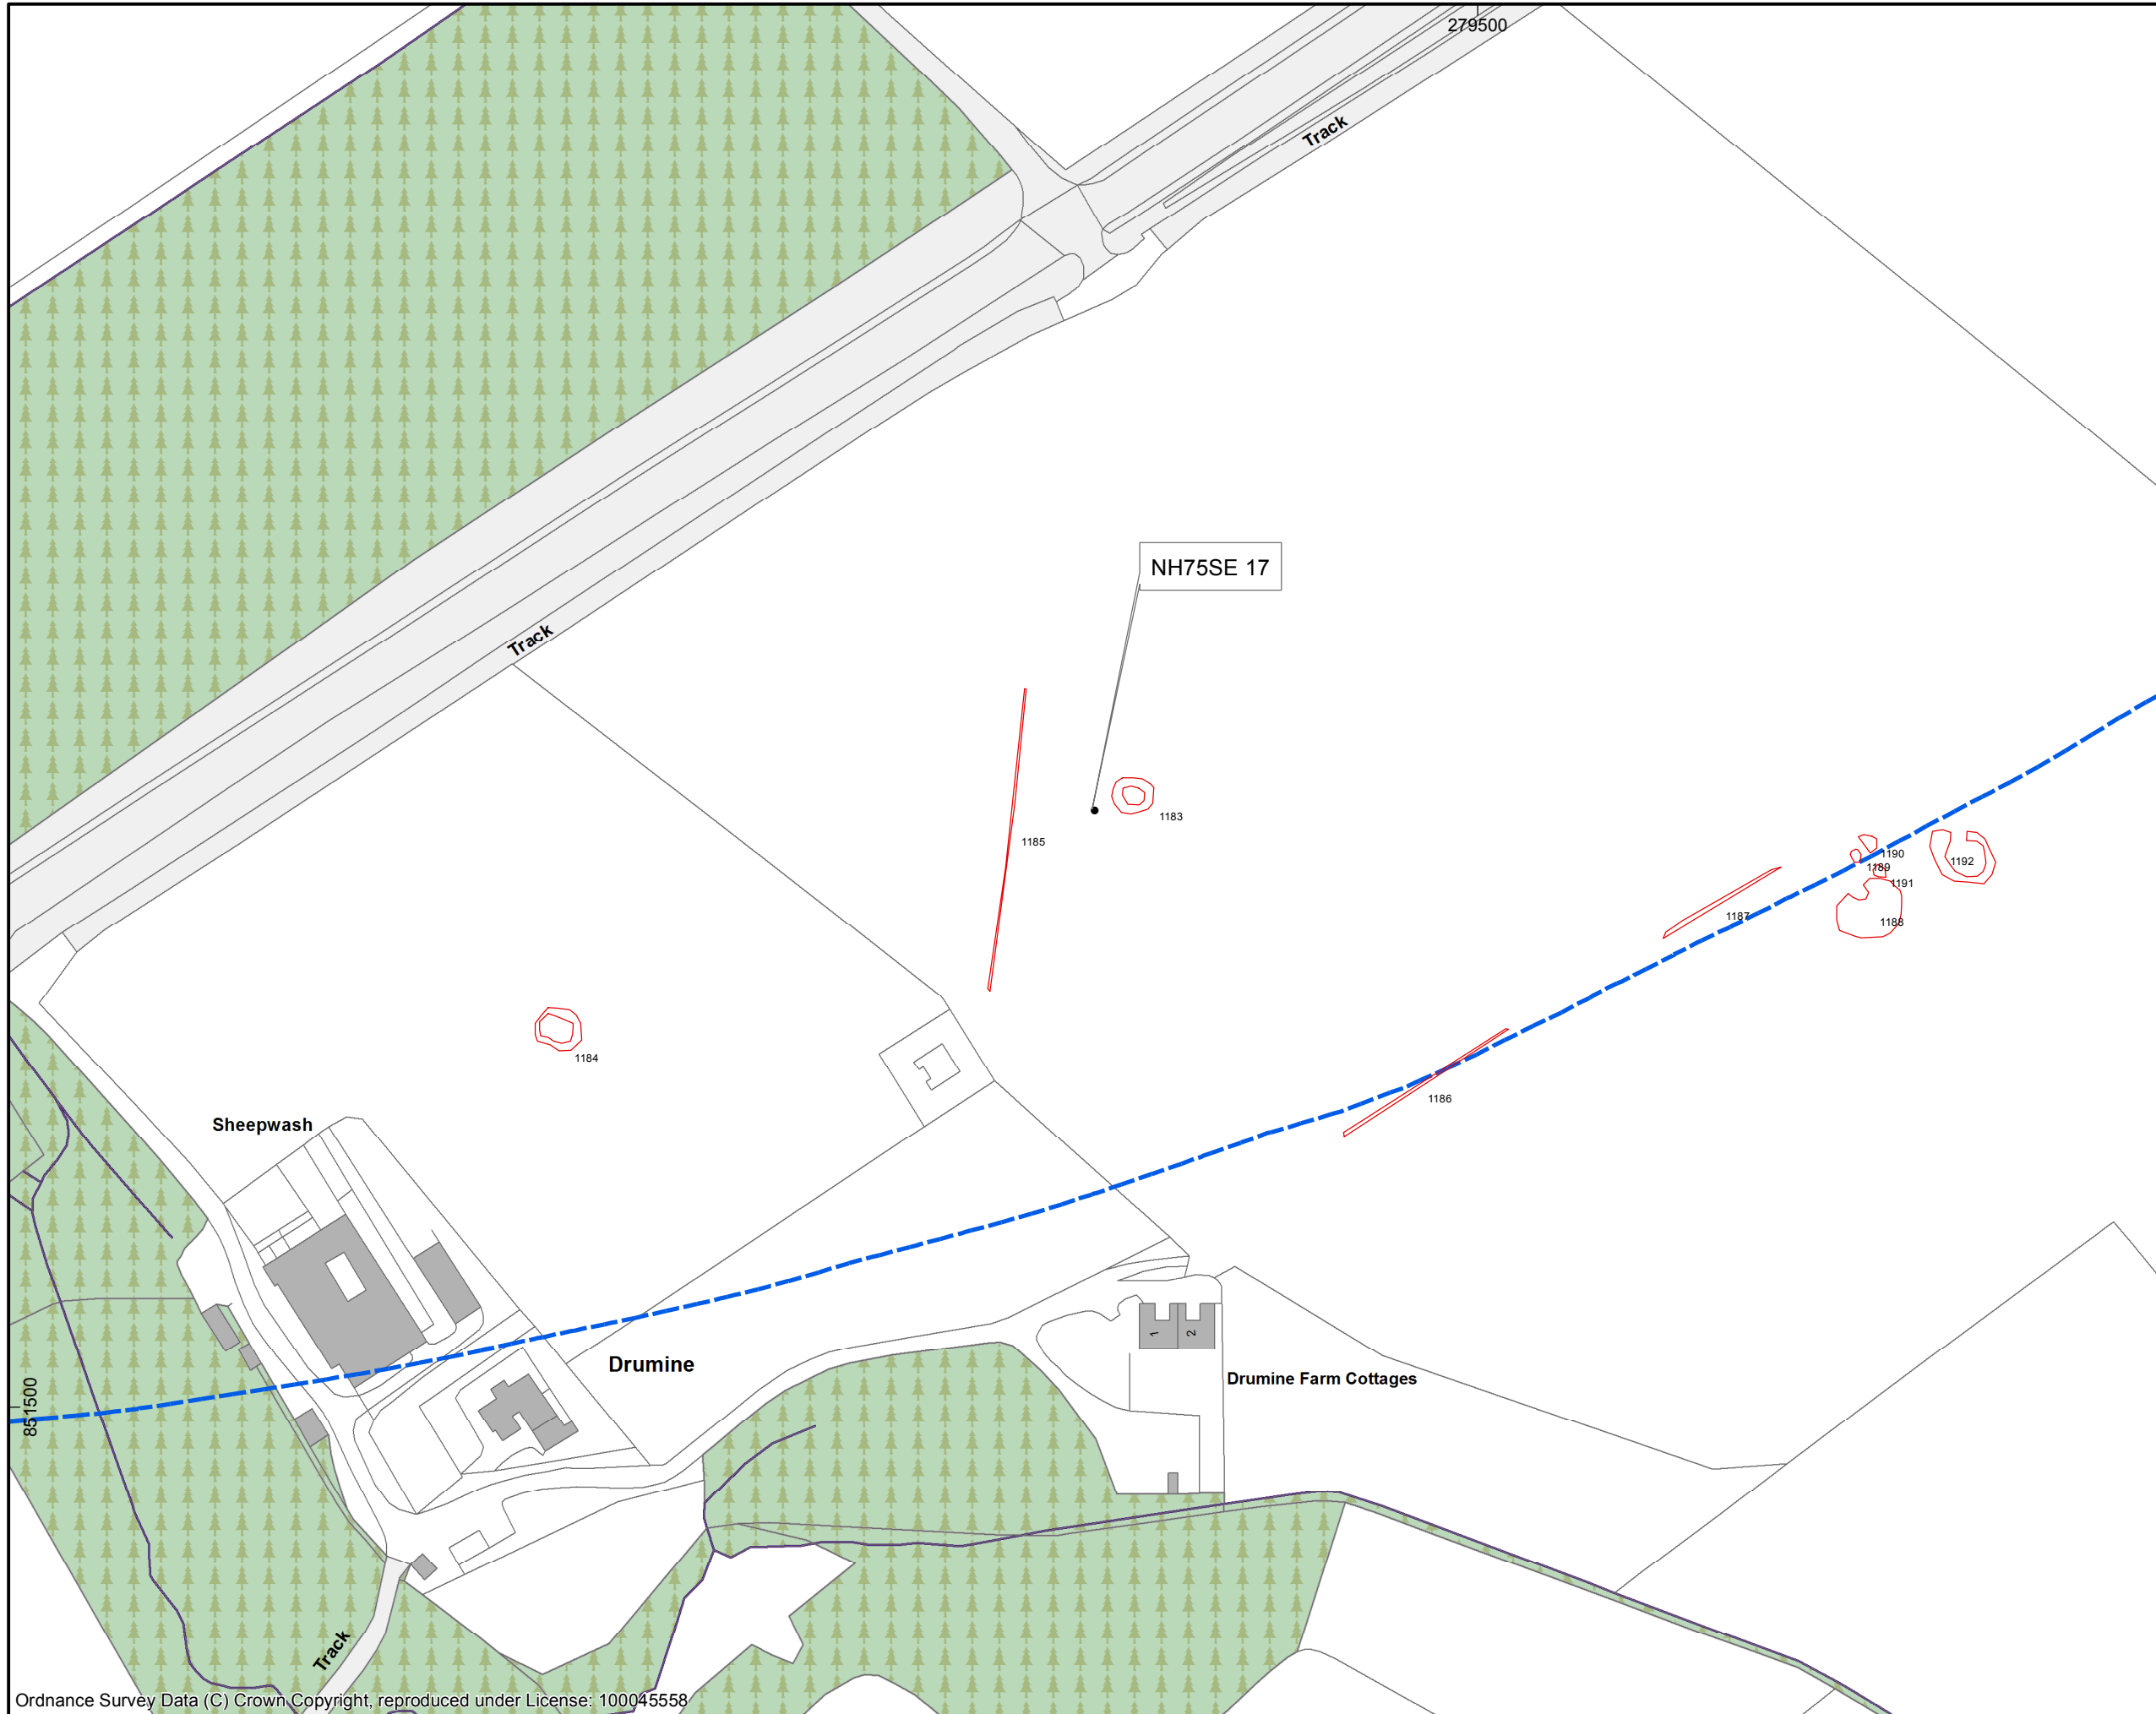 279500
Track
NH75SE 17
Track
1183
1185
1190
1192
1189
1191
1187
1188
1184
1186
Sheepwash
1
2
Drumine
Drumine Farm Cottages
851500
Track
Ordnance Survey Data (C) Crown Copyright, reproduced under License: 100045558